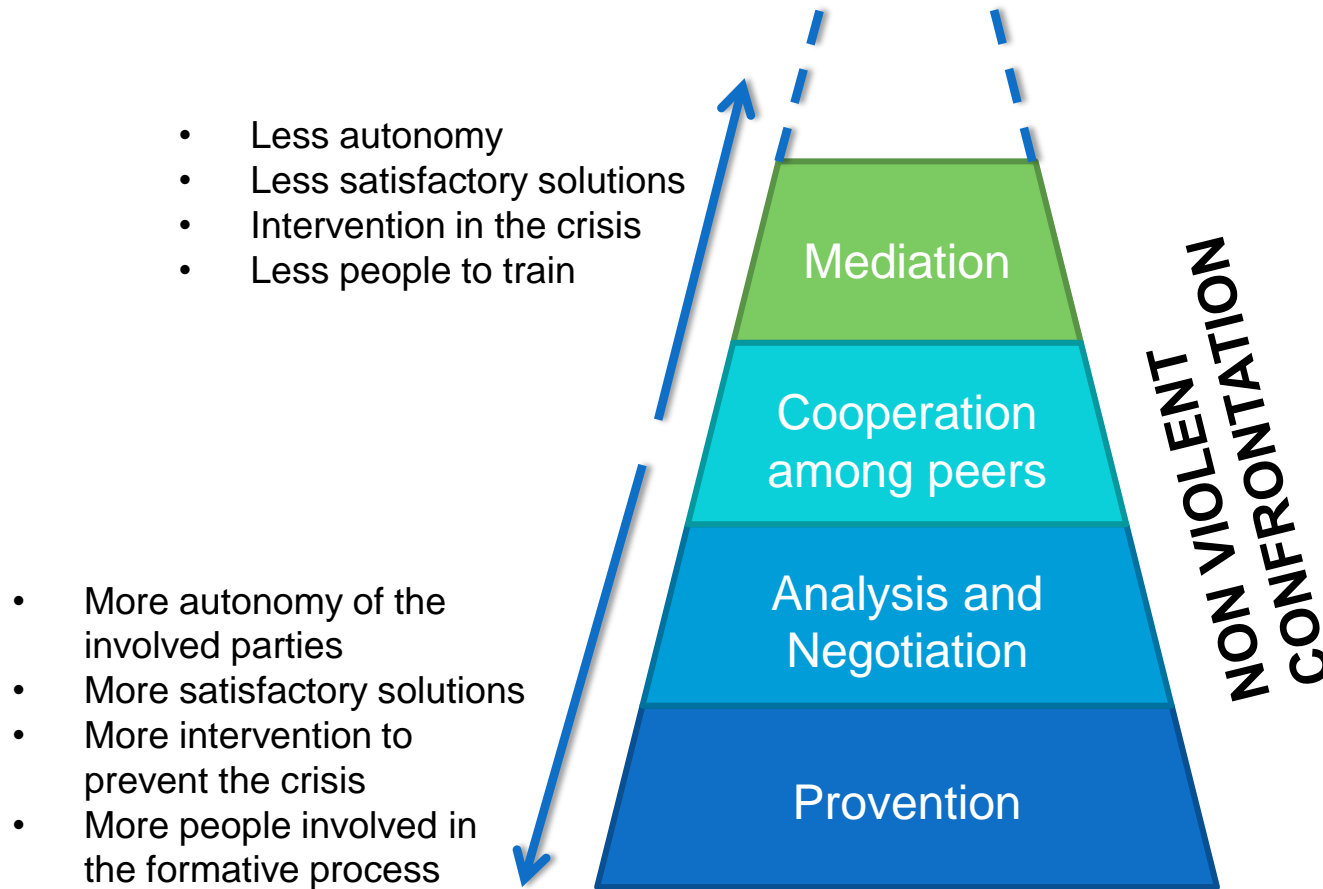 • Less autonomy
• Less satisfactory solutions
• Intervention in the crisis
• Less people to train
Mediation
Cooperation
among peers
Analysis and
Negotiation
Provention
NON VIOLENT
CONFRONTATION
• More autonomy of the
involved parties
• More satisfactory solutions
• More intervention to
prevent the crisis
• More people involved in
the formative process